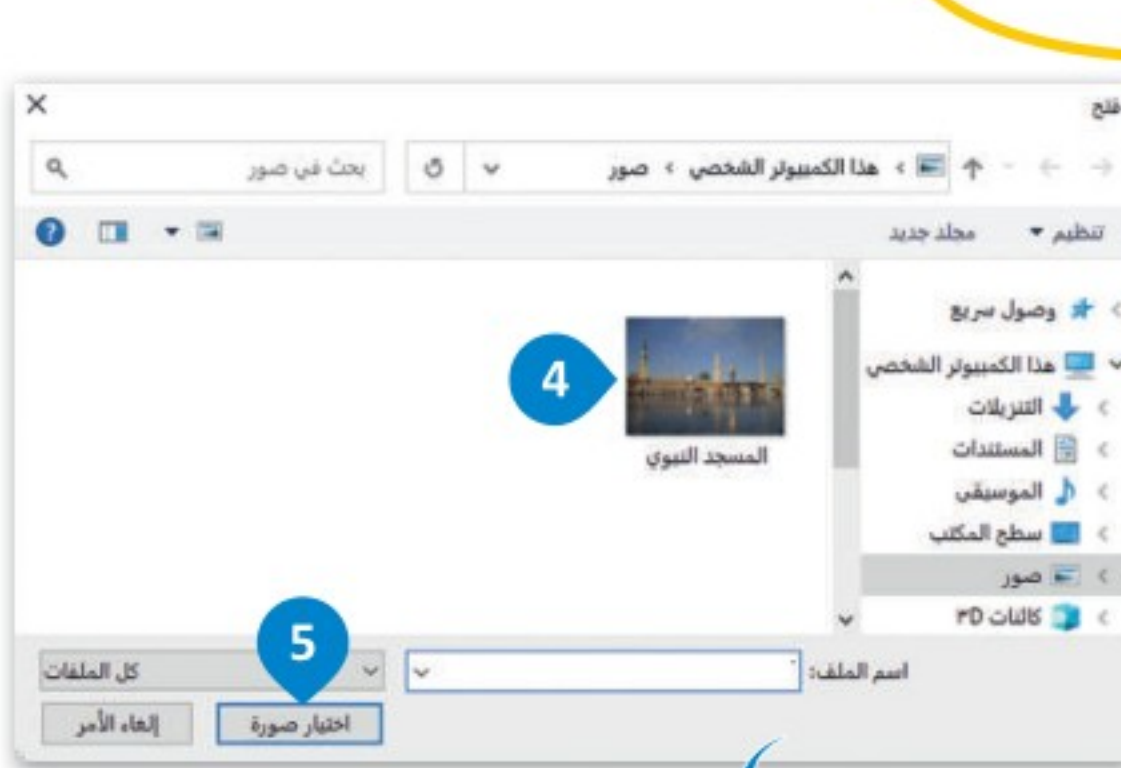 فتح
هذا الكمبيوتر الشخصي > صور
بحث في صور
تنظيم
مجلد جديد
وصول سريع
هذا الكمبيوتر الشخصي
التنزيلات
المستندات
الموسيقى
سطح المكتب
صور
كائنات ٣D
4
المسجد النبوي
اسم الملف:
كل الملفات
5
اختيار صورة
إلغاء الأمر